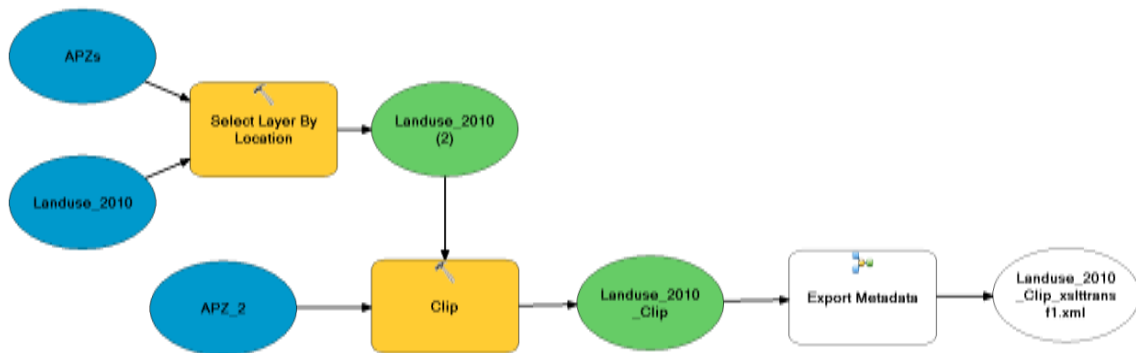 APZs
Select Layer By
Location
Landuse_2010
(2)
Landuse_2010
APZ_2
Clip
Landuse_2010
_Clip
Export Metadata
Landuse_2010
_Clip_xslttrans
f1.xml